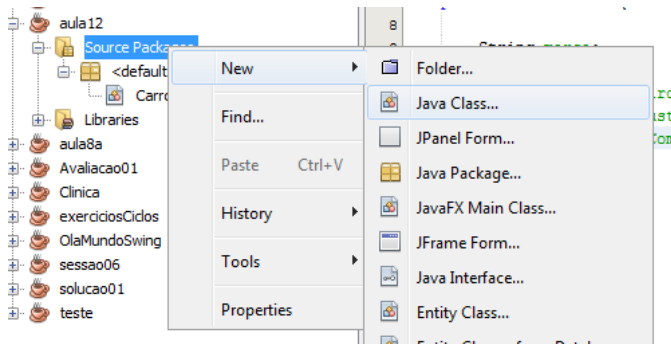 aula12
Source Packages
<default
Carro
Libraries
aula8a
Avaliacao01
Clinica
exerciciosCiclos
OlaMundoSwing
sessao06
solucao01
teste
New
Find...
Paste Ctrl+V
History
Tools
Properties
Folder...
Java Class...
JPanel Form...
Java Package...
JavaFX Main Class...
JFrame Form...
Java Interface...
Entity Class...
8
String